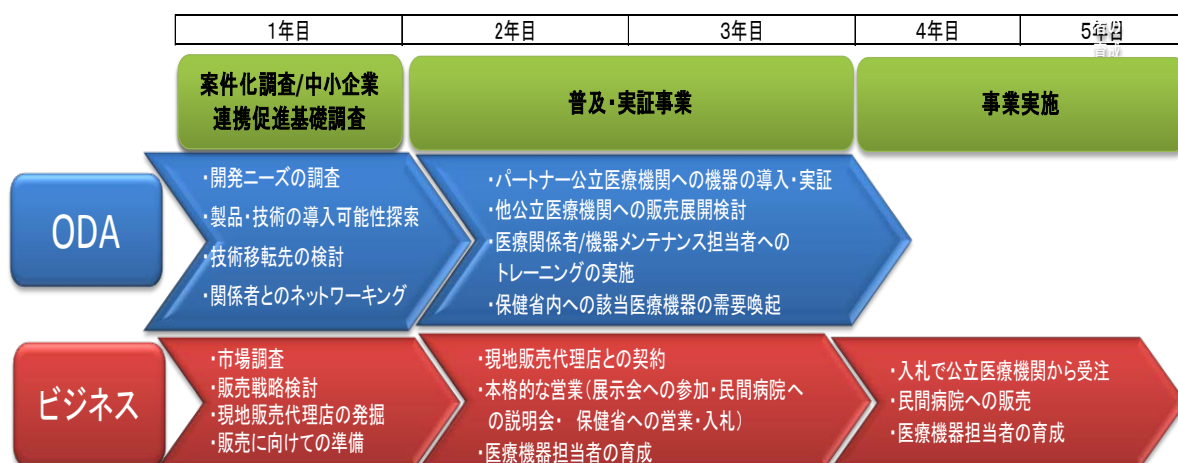 1年目 2年目 3年目 4年目 5年目
案件化調査/中小企業
連携促進基礎調査
普及・実証事業
事業実施
ODA
・開発ニーズの調査
・製品・技術の導入可能性探索
・技術移転先の検討
・関係者とのネットワーキング
・パートナー公立医療機関への機器の導入・実証
・他公立医療機関への販売展開検討
・医療関係者/機器メンテナンス担当者への
トレーニングの実施
・保健省内への該当医療機器の需要喚起
ビジネス
・市場調査
・販売戦略検討
・現地販売代理店の発掘
・販売に向けての準備
・現地販売代理店との契約
・本格的な営業(展示会への参加・民間病院へ
の説明会・ 保健省への営業・入札)
・医療機器担当者の育成
・入札で公立医療機関から受注
・民間病院への販売
・医療機器担当者の育成